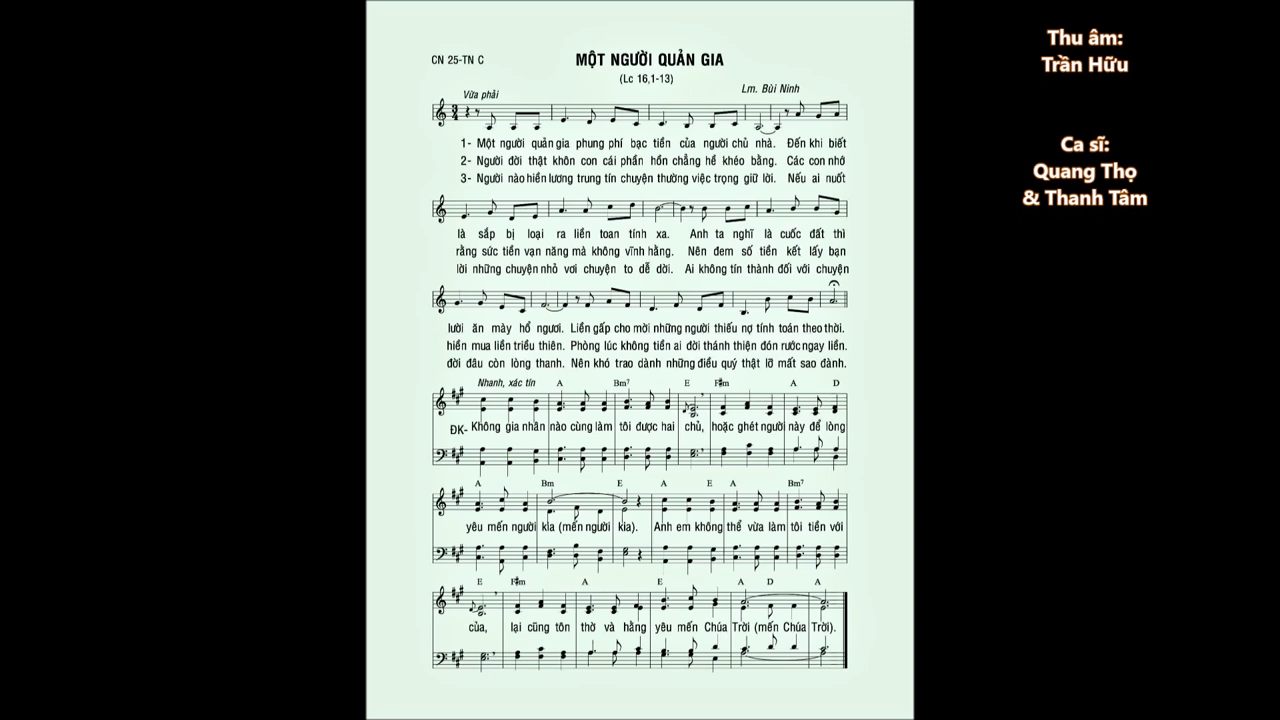 CN 25-TN C
MỘT NGƯỜI QUẢN GIA
(Lc 16,1-13)
Lm. Bùi Ninh
Vừa phải
1- Một người quản gia phung phí bạc tiền của người chủ nhà. Đến khi biết
2- Người đời thật khôn con cái phần hồn chẳng hề khéo bằng. Các con nhớ
3- Người nào hiền lương trung tín chuyện thường việc trọng giữ lời. Nếu ai nuốt
là sắp bị loại ra liền toan tính xa. Anh ta nghĩ là cuốc đất thì
rằng sức tiền vạn năng mà không vĩnh hằng. Nên đem số tiền kết lấy bạn
lời những chuyện nhỏ vơi chuyện to dễ dời. Ai không tín thành đối với chuyện
lười ăn mày hổ ngươi. Liền gấp cho mời những người thiếu nợ tính toán theo thời.
hiền mua liền triều thiên. Phòng lúc không tiền ai đời thánh thiện đón rước ngay liền.
đời đâu còn lòng thanh. Nên khó trao dành những điều quý thật lỡ mất sao đành.
Nhanh, xác tín A Bm7 E F#m A D
ĐK- Không gia nhân nào cùng làm tôi được hai chủ, hoặc ghét người này để lòng
A Bm E A E A Bm7
yêu mến người kia (mến người kia). Anh em không thể vừa làm tôi tiền với
E F#m A E A D A
của, lại cũng tôn thờ và hằng yêu mến Chúa Trời (mến Chúa Trời).
Thu âm:
Trần Hữu
Ca sĩ:
Quang Thọ
& Thanh Tâm